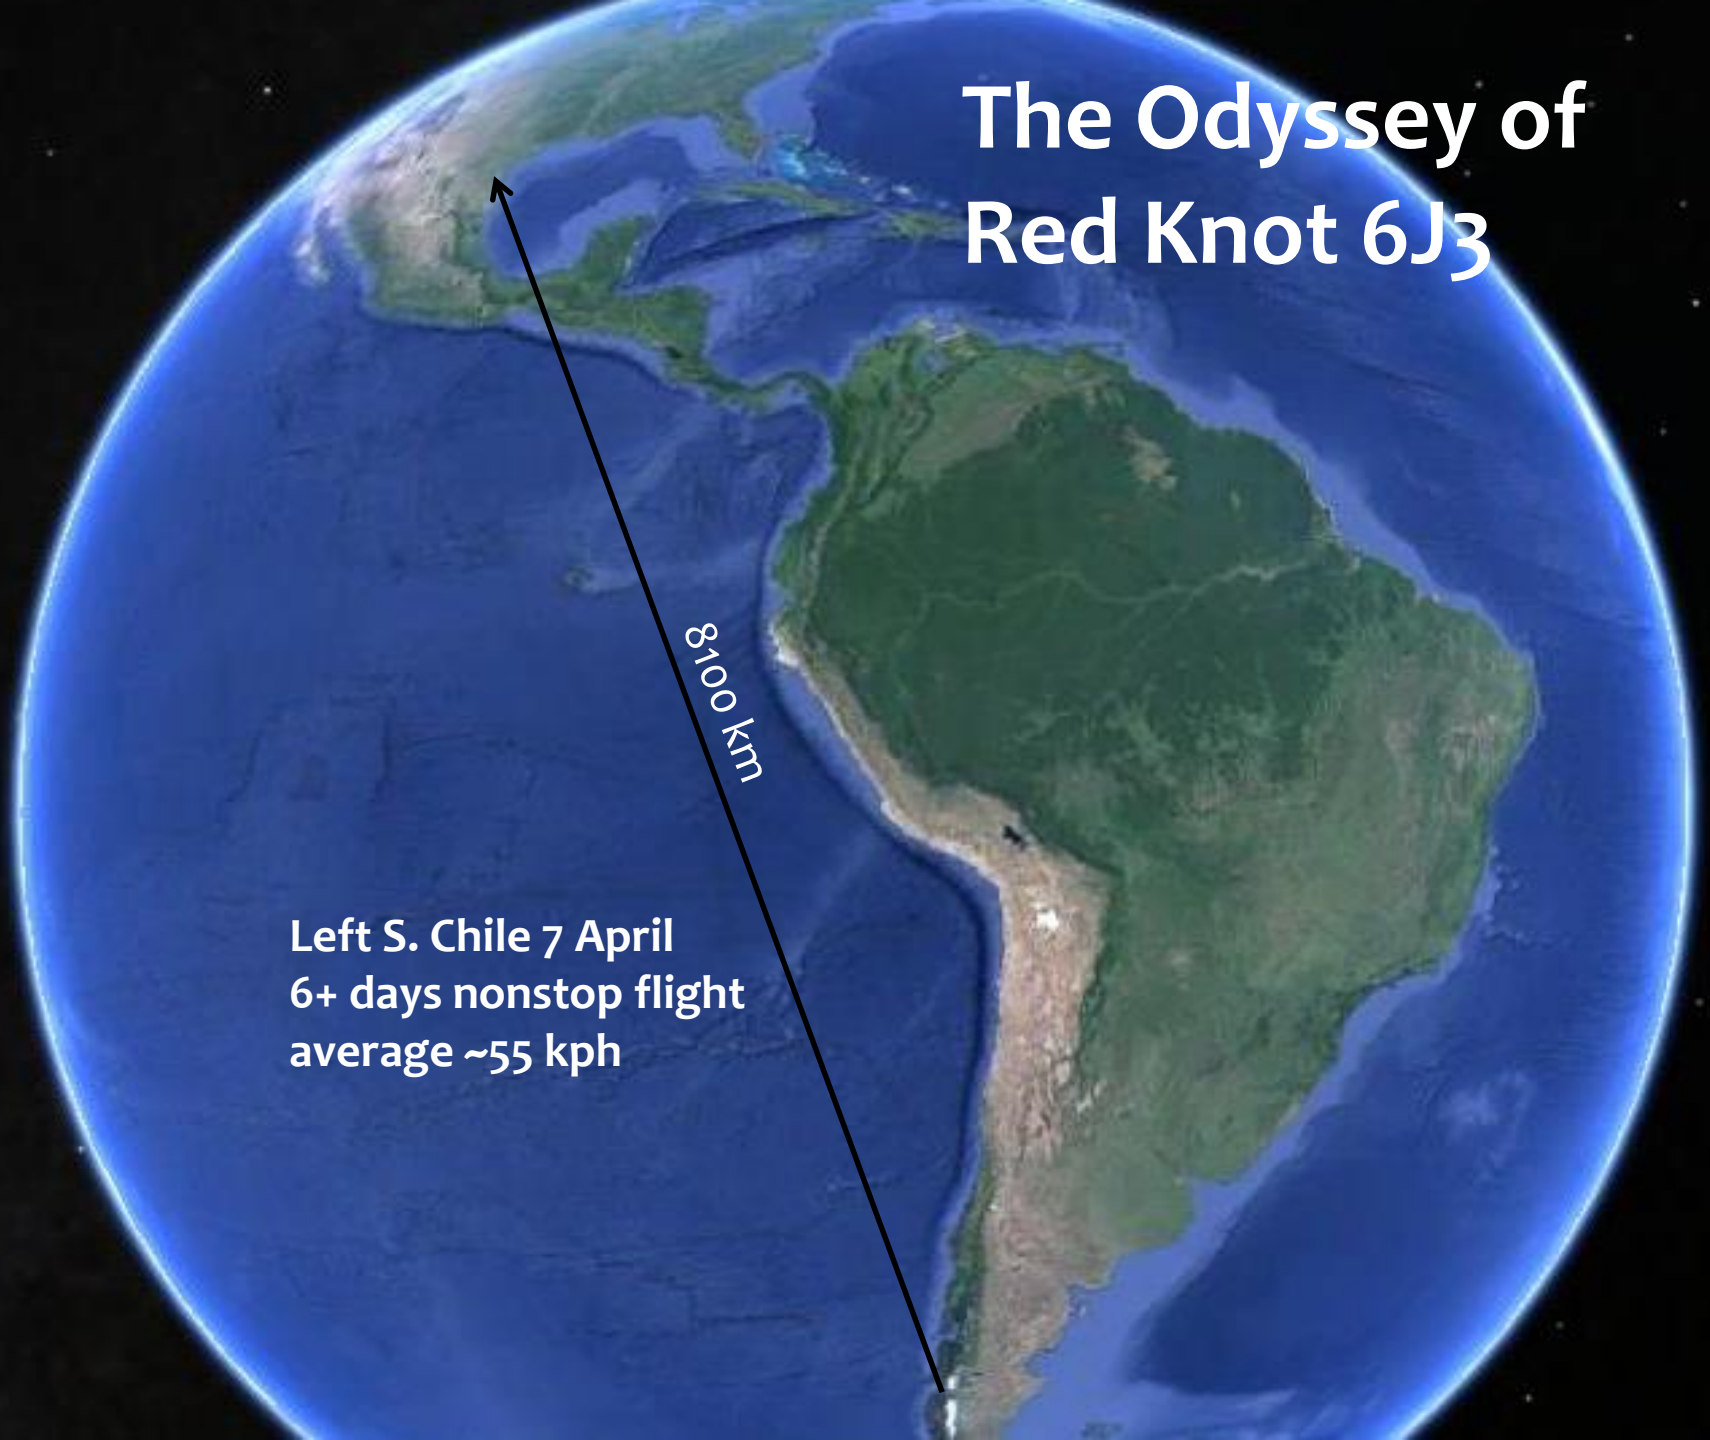 The Odyssey of
Red Knot 6J3
8100 km
Left S. Chile 7 April
6+ days nonstop flight
average ~55 kph